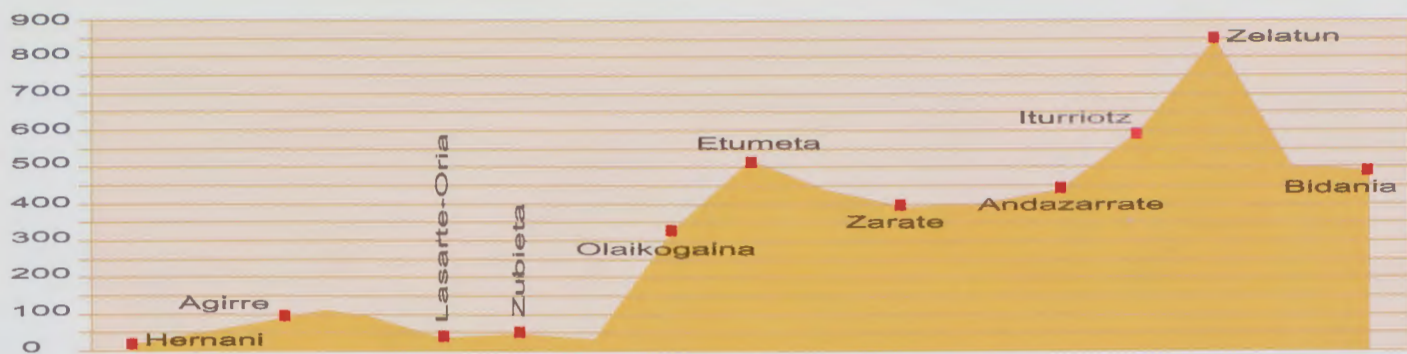 900
800
700
600
500
400
300
200
100
0
Hernani
Agirre
Lasarte-Oria
Zubieta
Olaikogaina
Etumeta
Zarate
Andazarrate
Iturriotz
Zelatun
Bidania